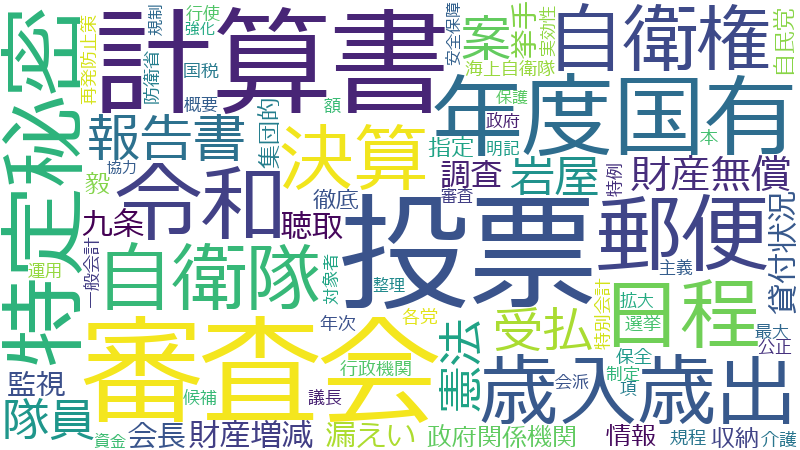 特定秘密
再発防止策
行使
強化
規制
防衛省
国税
概要
計算書
額
安全保障
案
挙手
実効性
海上自衛隊
保護
自衛権
自民党
年度国有
政府
明記
本
報告書
集団的
決算
指定
調査
審査
岩屋
特例
財産無償
毅
協力
九条
令和
聴取
徹底
投票
郵便
貸付状況
一般会計
運用
自衛隊
対象者
整理
主義
特別会計
拡大
選挙
日程
最大
公正
審査会
年次
各党
憲法
受払
歳入歳出
監視
行政機関
候補
議長
会派
保全
制定
項
隊員
資金
会長
財産増減
漏えい
政府関係機関
情報
規程
収納
介護